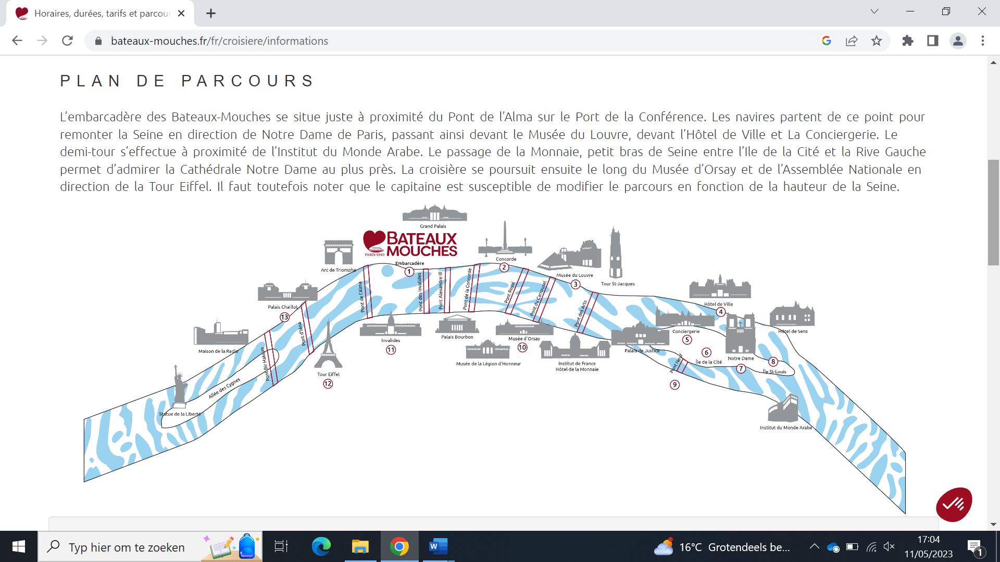 Horaires, durées, tarifs et parcour
bateaux-mouches.fr/fr/croisiere/informations
PLAN DE PARCOURS
L’embarcadère des Bateaux-Mouches se situe juste à proximité du Pont de l’Alma sur le Port de la Conférence. Les navires partent de ce point pour
remonter la Seine en direction de Notre Dame de Paris, passant ainsi devant le Musée du Louvre, devant l’Hôtel de Ville et La Conciergerie. Le
demi-tour s’effectue à proximité de l’Institut du Monde Arabe. Le passage de la Monnaie, petit bras de Seine entre l’Ile de la Cité et la Rive Gauche
permet d’admirer la Cathédrale Notre Dame au plus près. La croisière se poursuit ensuite le long du Musée d’Orsay et de l’Assemblée Nationale en
direction de la Tour Eiffel. Il faut toutefois noter que le capitaine est susceptible de modifier le parcours en fonction de la hauteur de la Seine.
Grand Palais
BATEAUX
MOUCHES
PARIS 1949
Embarcadère
1
Arc de Triomphe
Concorde
2
Musée du Louvre
3
Tour St-Jacques
Palais Chaillot
13
Hôtel de Ville
4
Hôtel de Sens
Conciergerie
5
Maison de la Radio
Pont Bir Hakeim
Pont d'Iéna
Pont de l'Alma
Pont des Invalides
Pont Alexandre III
Pont de la Concorde
Pont Royal
Pont du Carrousel
Pont des Arts
Pont Neuf
9
Invalides
11
Palais Bourbon
Musée d’Orsay
10
Musée de la Légion d’Honneur
Institut de France
Hôtel de la Monnaie
Palais de Justice
6
Île de la Cité
Notre Dame
7
8
Île St-Louis
Tour Eiffel
12
Allée des Cygnes
Statue de la Liberté
Institut du Monde Arabe
Typ hier om te zoeken
W
16°C Grotendeels be...
17:04
11/05/2023
1